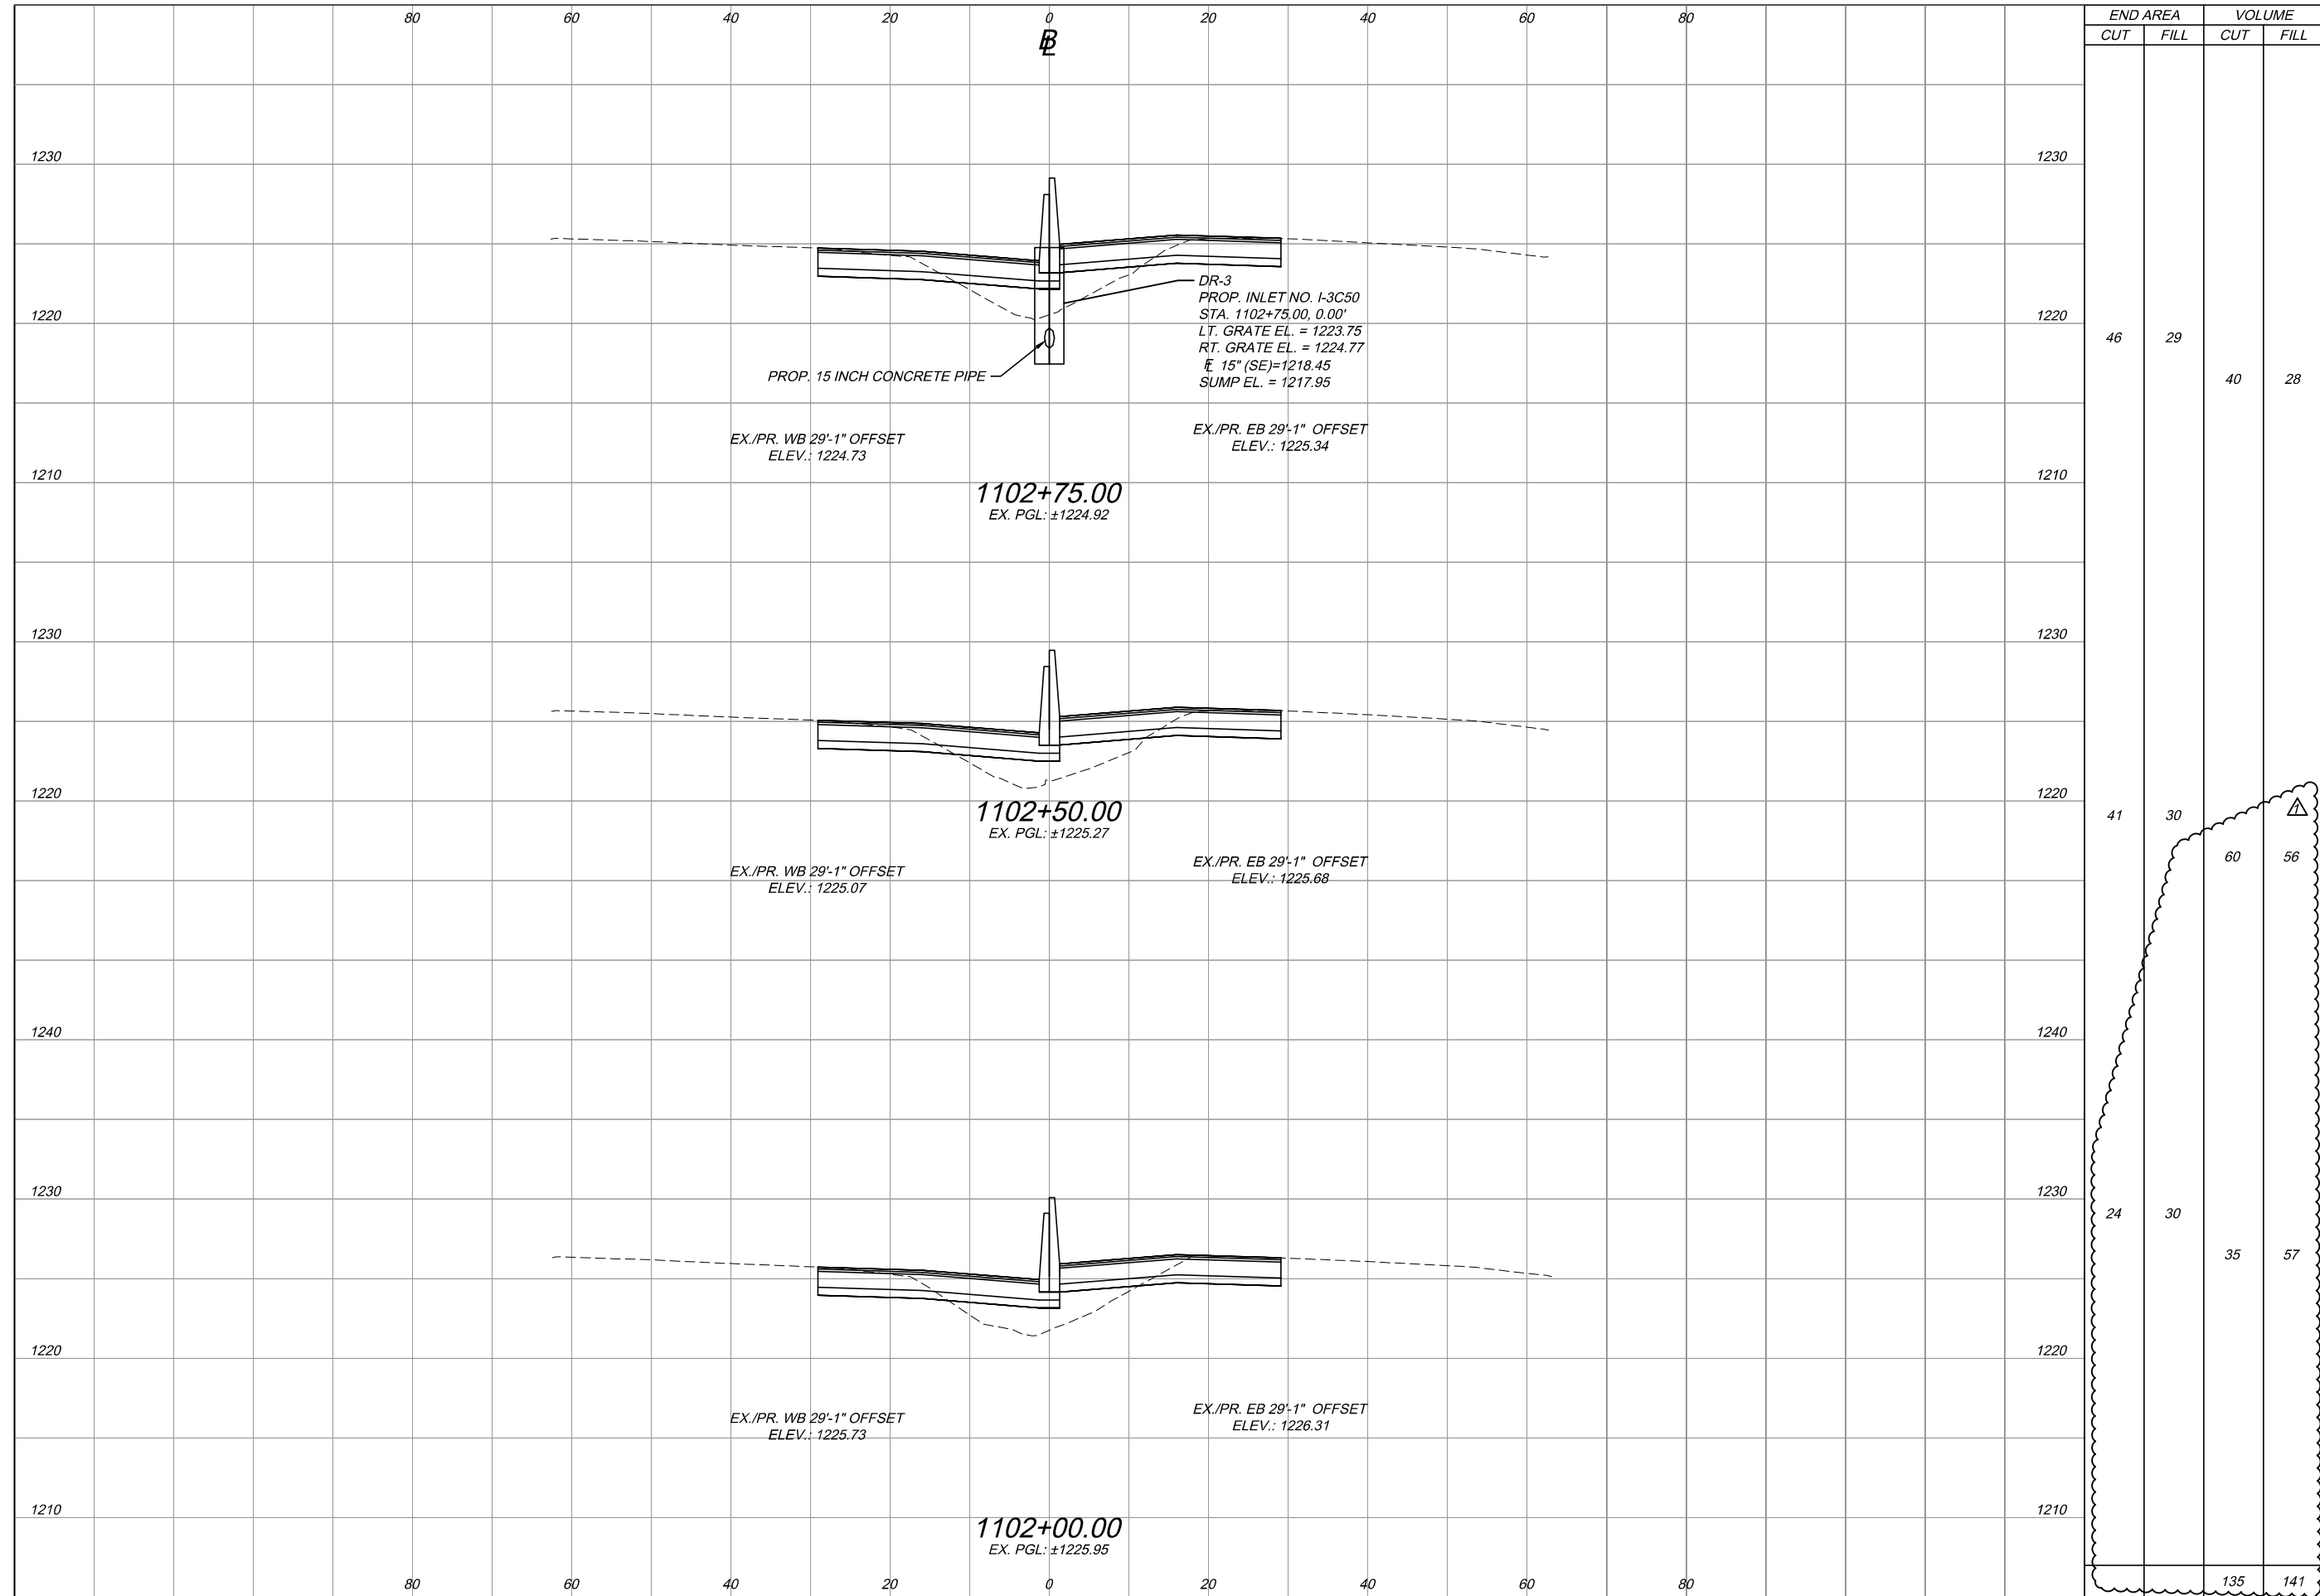 80 60 40 20 0 20 40 60 80
END AREA VOLUME
CUT FILL CUT FILL
1230 1230
DR-3
PROP. INLET NO. I-3C50
STA. 1102+75.00, 0.00'
LT. GRATE EL. = 1223.75
RT. GRATE EL. = 1224.77
15" (SE)=1218.45
SUMP EL. = 1217.95
1220 1220
46 29
PROP. 15 INCH CONCRETE PIPE
40 28
EX./PR. WB 29'-1" OFFSET
ELEV.: 1224.73
EX./PR. EB 29'-1" OFFSET
ELEV.: 1225.34
1210 1210
1102+75.00
EX. PGL: ±1224.92
1230 1230
1220 1220
1
41 30
1102+50.00
EX. PGL: ±1225.27
60 56
EX./PR. WB 29'-1" OFFSET
ELEV.: 1225.07
EX./PR. EB 29'-1" OFFSET
ELEV.: 1225.68
1240 1240
1230 1230
24 30
35 57
1220 1220
EX./PR. WB 29'-1" OFFSET
ELEV.: 1225.73
EX./PR. EB 29'-1" OFFSET
ELEV.: 1226.31
1210 1210
1102+00.00
EX. PGL: ±1225.95
135 141
80 60 40 20 0 20 40 60 80